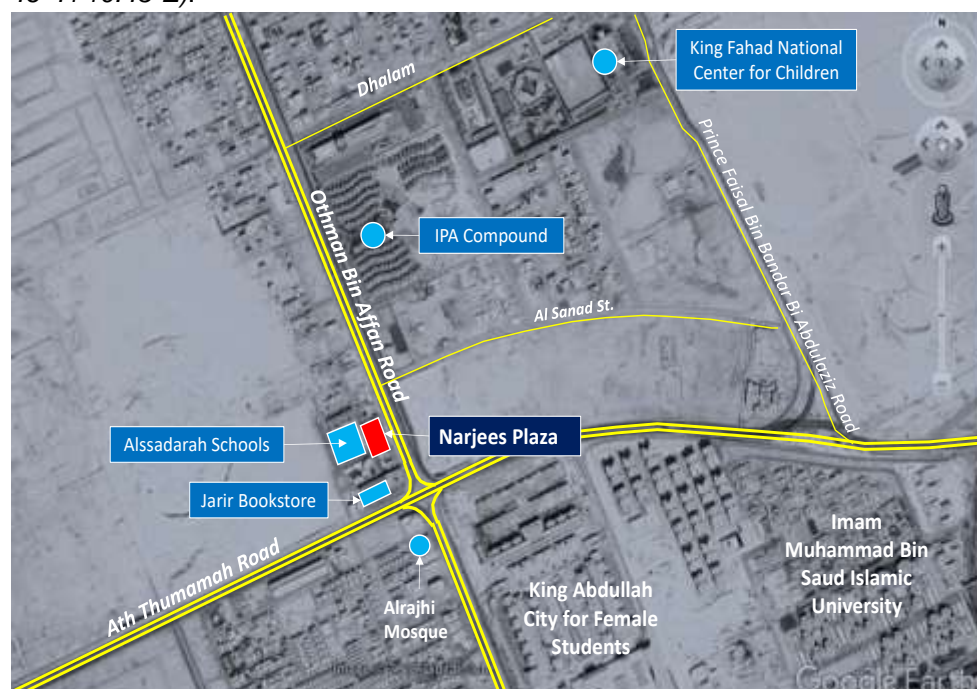 King Fahad National
Center for Children
N
Dhalam
Prince Faisal Bin Bandar Bi Abdulaziz Road
Othman Bin Affan Road
IPA Compound
Al Sanad St.
Alssadarah Schools
Narjees Plaza
Jarir Bookstore
Ath Thumamah Road
Alrajhi
Mosque
King Abdullah
City for Female
Students
Imam
Muhammad Bin
Saud Islamic
University
Google Earth